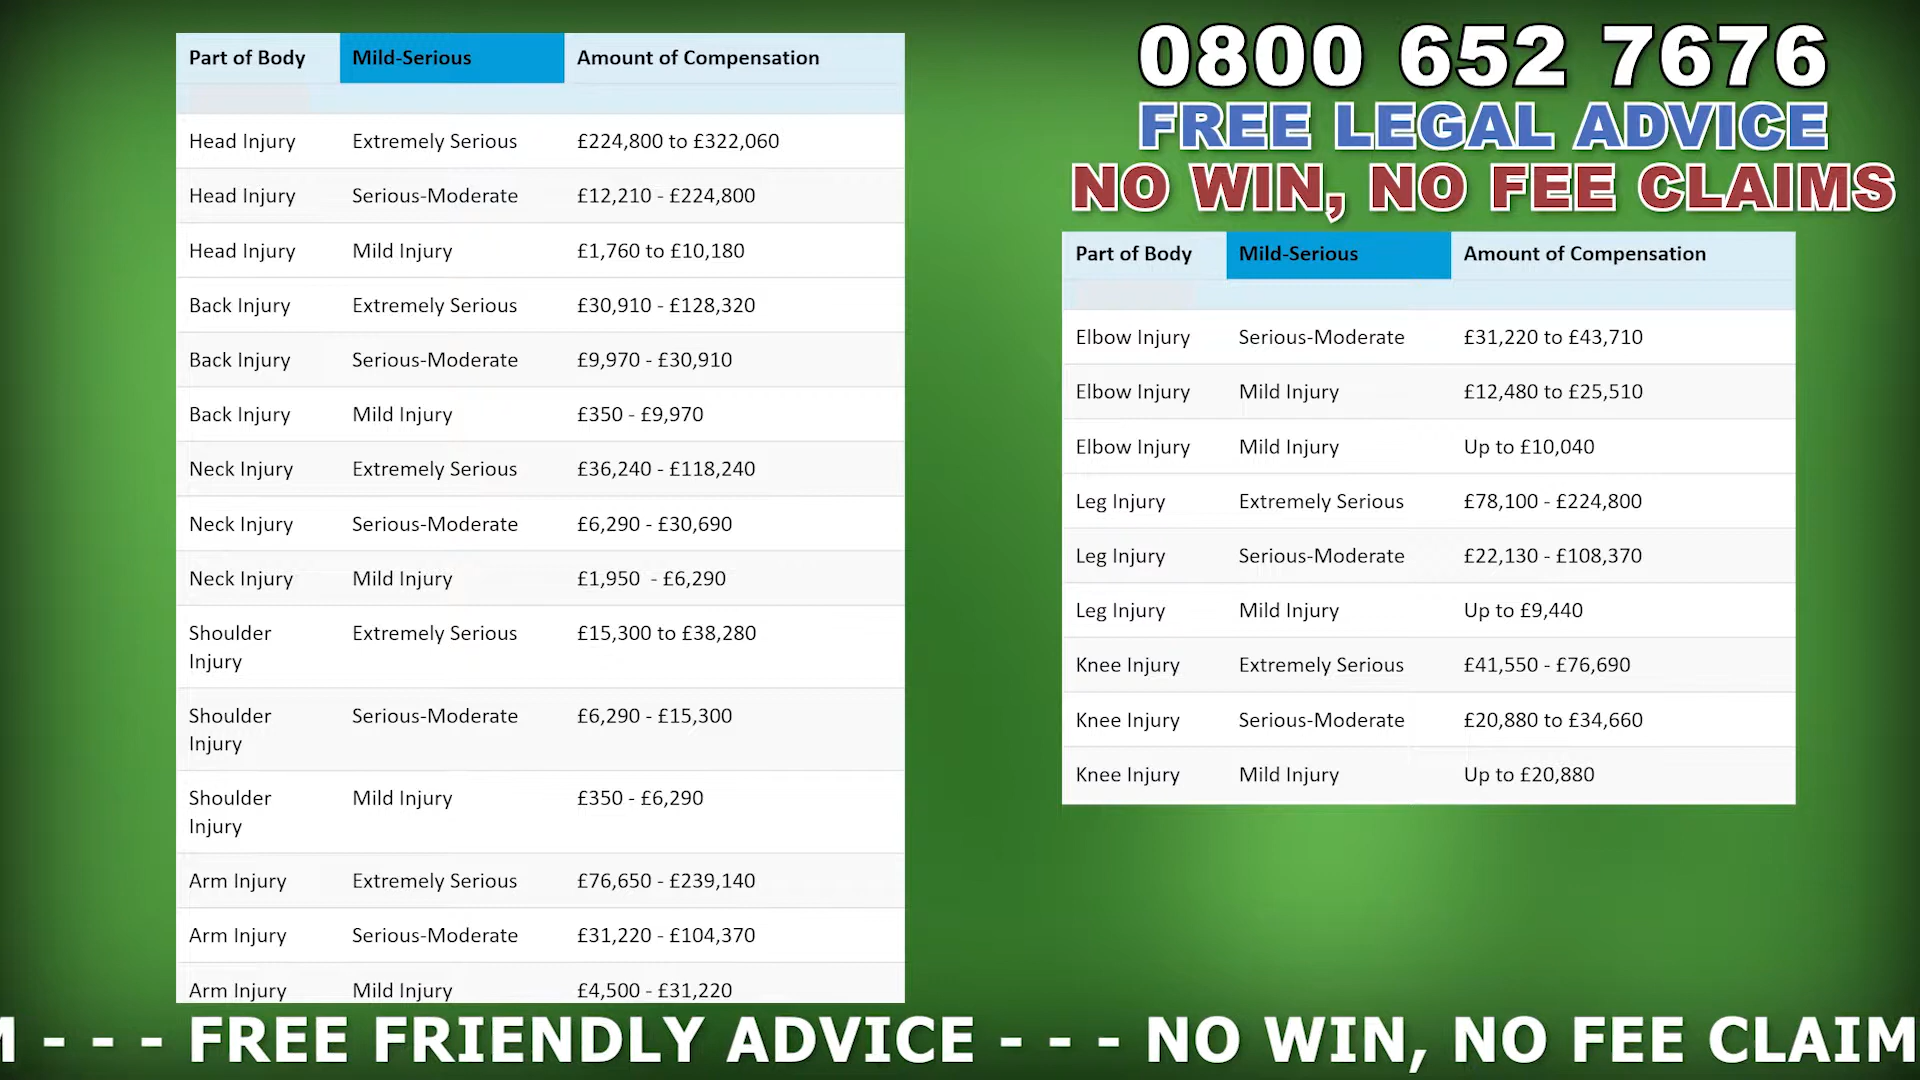 Part of Body Mild-Serious Amount of Compensation
Head Injury Extremely Serious £224,800 to £322,060
Head Injury Serious-Moderate £12,210 - £224,800
Head Injury Mild Injury £1,760 to £10,180
Back Injury Extremely Serious £30,910 - £128,320
Back Injury Serious-Moderate £9,970 - £30,910
Back Injury Mild Injury £350 - £9,970
Neck Injury Extremely Serious £36,240 - £118,240
Neck Injury Serious-Moderate £6,290 - £30,690
Neck Injury Mild Injury £1,950 - £6,290
Shoulder Extremely Serious £15,300 to £38,280
Injury
Shoulder Serious-Moderate £6,290 - £15,300
Injury
Shoulder Mild Injury £350 - £6,290
Injury
Arm Injury Extremely Serious £76,650 - £239,140
Arm Injury Serious-Moderate £31,220 - £104,370
Arm Injury Mild Injury £4,500 - £31,220
0800 652 7676
FREE LEGAL ADVICE
NO WIN, NO FEE CLAIMS
Part of Body Mild-Serious Amount of Compensation
Elbow Injury Serious-Moderate £31,220 to £43,710
Elbow Injury Mild Injury £12,480 to £25,510
Elbow Injury Mild Injury Up to £10,040
Leg Injury Extremely Serious £78,100 - £224,800
Leg Injury Serious-Moderate £22,130 - £108,370
Leg Injury Mild Injury Up to £9,440
Knee Injury Extremely Serious £41,550 - £76,690
Knee Injury Serious-Moderate £20,880 to £34,660
Knee Injury Mild Injury Up to £20,880
M - - - FREE FRIENDLY ADVICE - - - NO WIN, NO FEE CLAIM